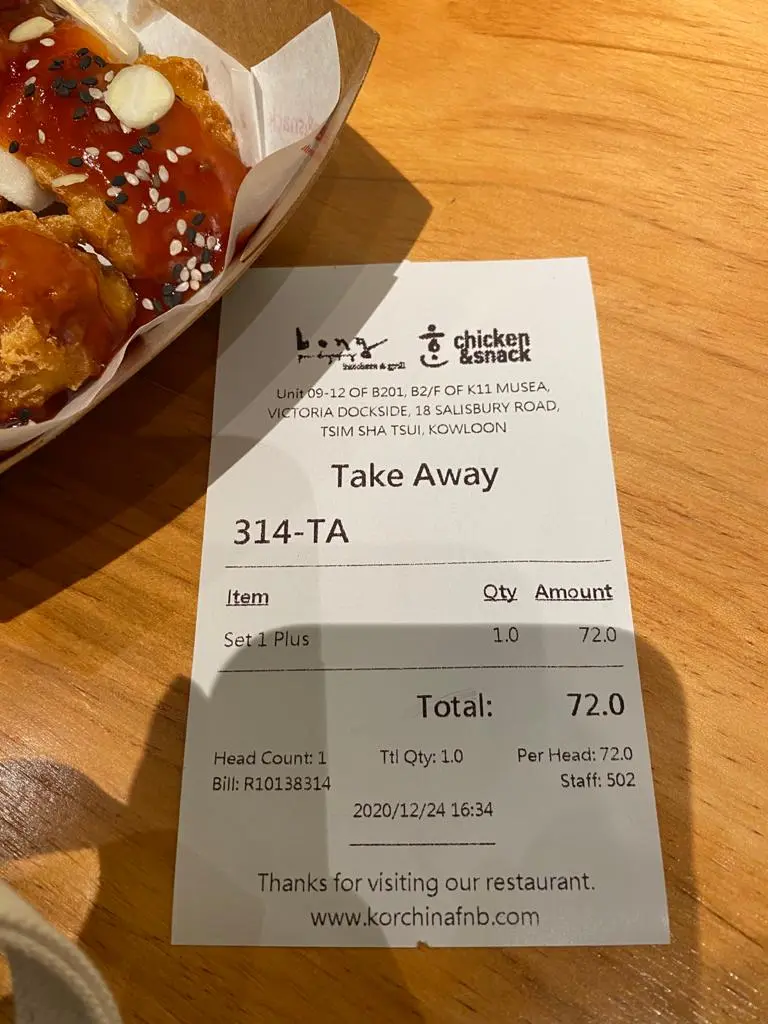 bong
chicken
&snack
Unit 09-12 OF B201, B2/F OF K11 MUSEA,
VICTORIA DOCKSIDE, 18 SALISBURY ROAD,
TSIM SHA TSUI, KOWLOON
Take Away
314-TA
Item Qty Amount
Set 1 Plus 1.0 72.0
Total: 72.0
Head Count: 1 Ttl Qty: 1.0 Per Head: 72.0
Bill: R10138314 Staff: 502
2020/12/24 16:34
Thanks for visiting our restaurant.
www.korchinafnb.com